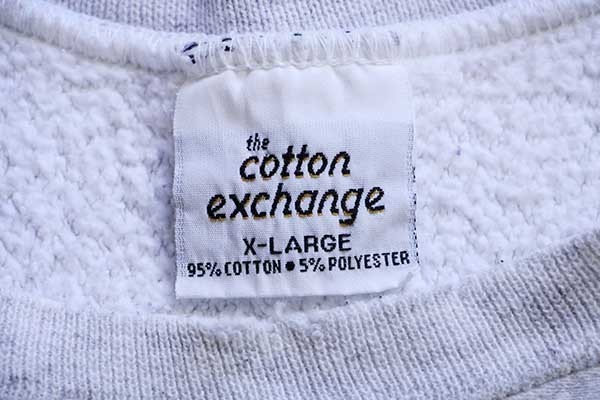 the
cotton
exchange
X-LARGE
95% COTTON ● 5% POLYESTER